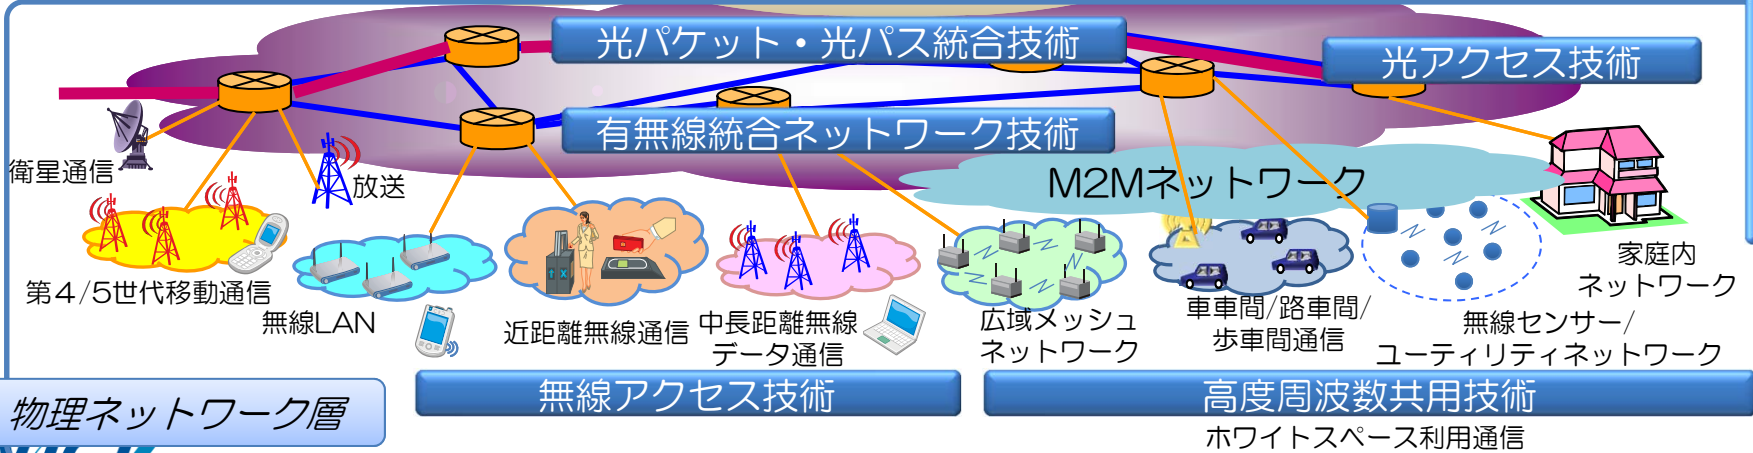 光パケット・光パス統合技術
光アクセス技術
有無線統合ネットワーク技術
衛星通信
放送
M2Mネットワーク
第４/5世代移動通信
無線LAN
近距離無線通信
中長距離無線
データ通信
広域メッシュ
ネットワーク
車車間/路車間/
歩車間通信
無線センサー/
ユーティリティネットワーク
家庭内
ネットワーク
無線アクセス技術
高度周波数共用技術
物理ネットワーク層
ホワイトスペース利用通信